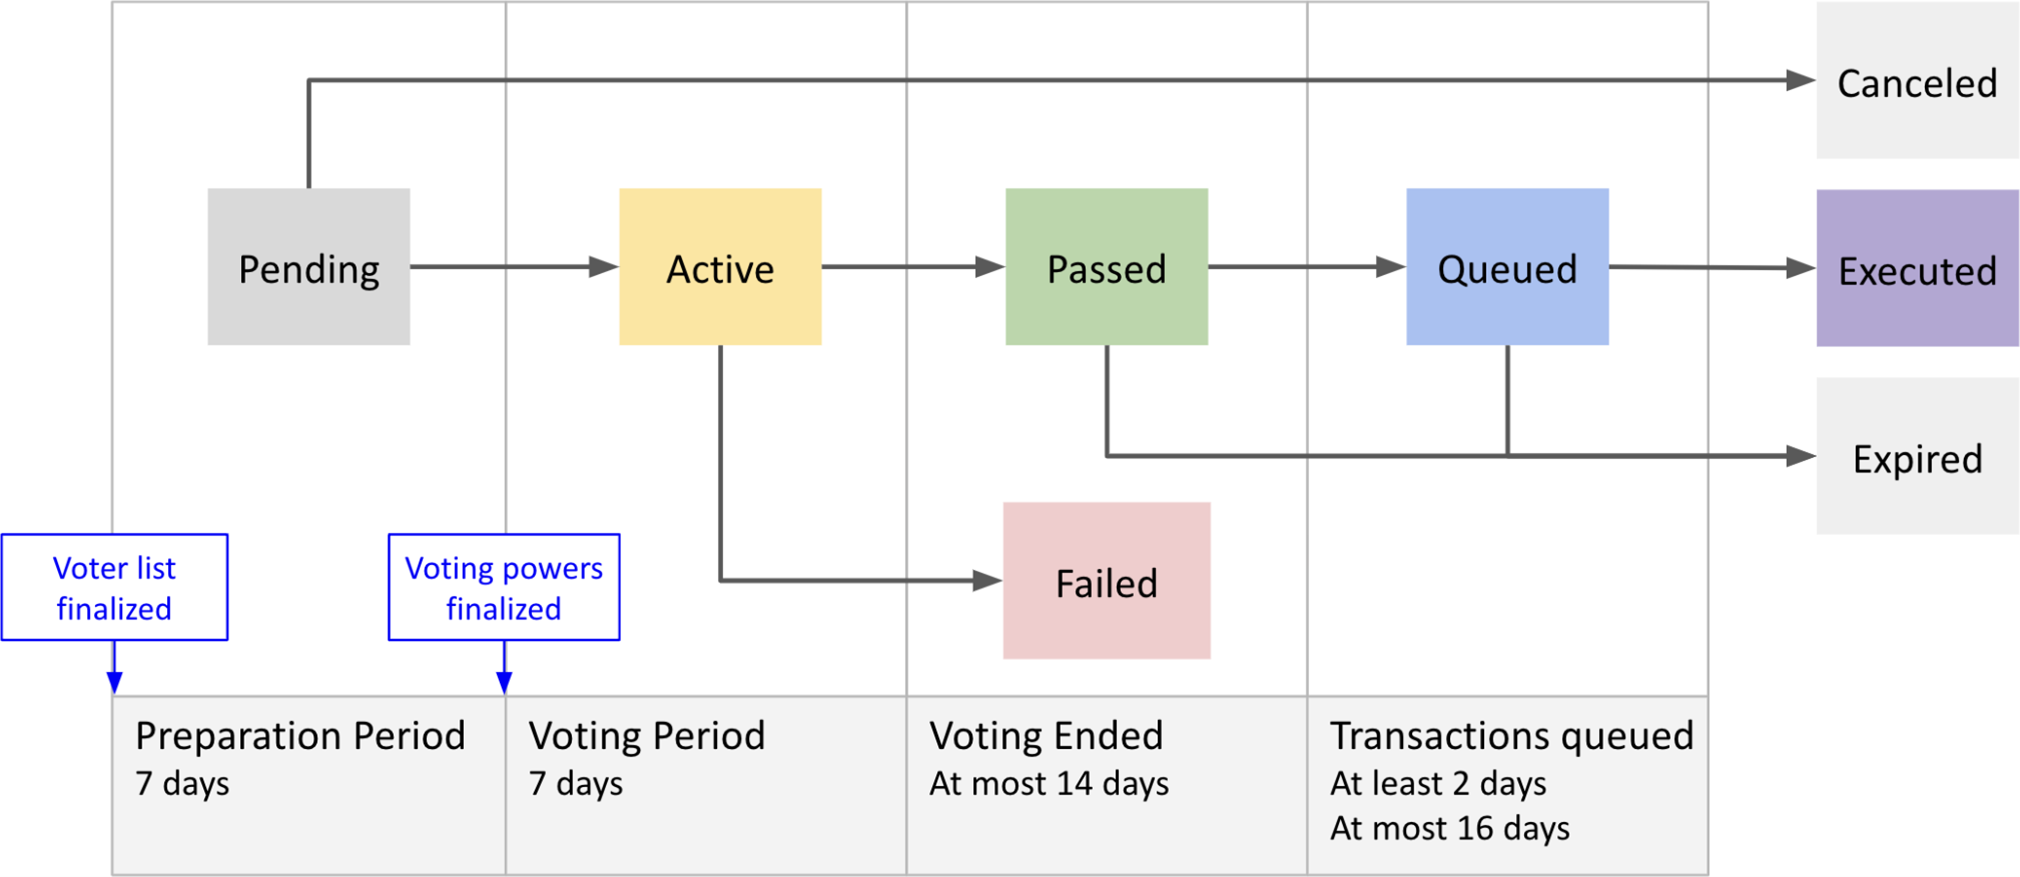 Canceled
Pending
Active
Passed
Queued
Executed
Expired
Voter list
finalized
Voting powers
finalized
Failed
Preparation Period
7 days
Voting Period
7 days
Voting Ended
At most 14 days
Transactions queued
At least 2 days
At most 16 days